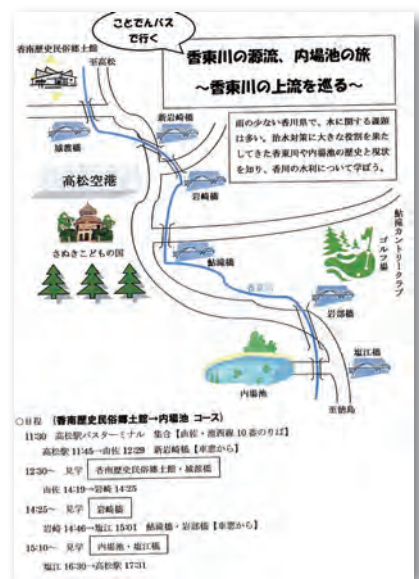 ことでんバス
で行く
香東川の源流、内場池の旅
～香東川の上流を巡る～
雨の少ない香川県で、水に関する課題
は多い。治水対策に大きな役割を果た
してきた香東川や内場池の歴史と現状
を知り、香川の水利について学ぼう。
香南歴史民俗郷土館
至高松
新岩崎橋
城渡橋
岩崎橋
高松空港
さぬきこどもの国
鮎滝橋
鮎滝カントリークラブ
ゴルフ場
香東川
岩部橋
塩江橋
内場池
至徳島
○日程 (香南歴史民俗郷土館→内場池 コース)
11:30 高松駅バスターミナル 集合【由佐・池西線 10番のりば】
高松駅 11:45→由佐 12:29 新岩崎橋【車窓から】
12:30～ 見学 香南歴史民俗郷土館・城渡橋
由佐 14:19→岩崎 14:25
14:25～ 見学 岩崎橋
岩崎 14:46→塩江 15:01 鮎滝橋・岩部橋【車窓から】
15:10～ 見学 内場池・塩江橋
塩江 16:30→高松駅 17:31